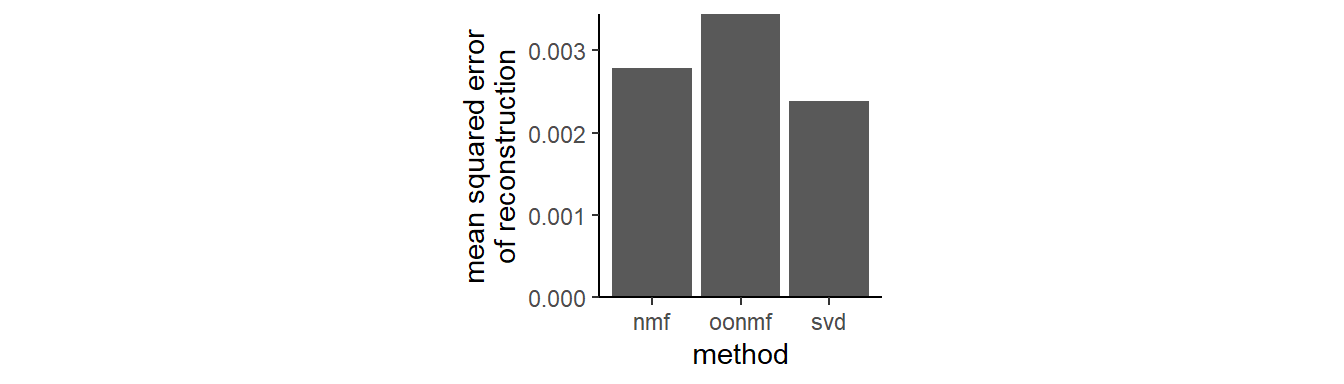 mean squared error
of reconstruction
0.003
0.002
0.001
0.000
nmf oonmf svd
method